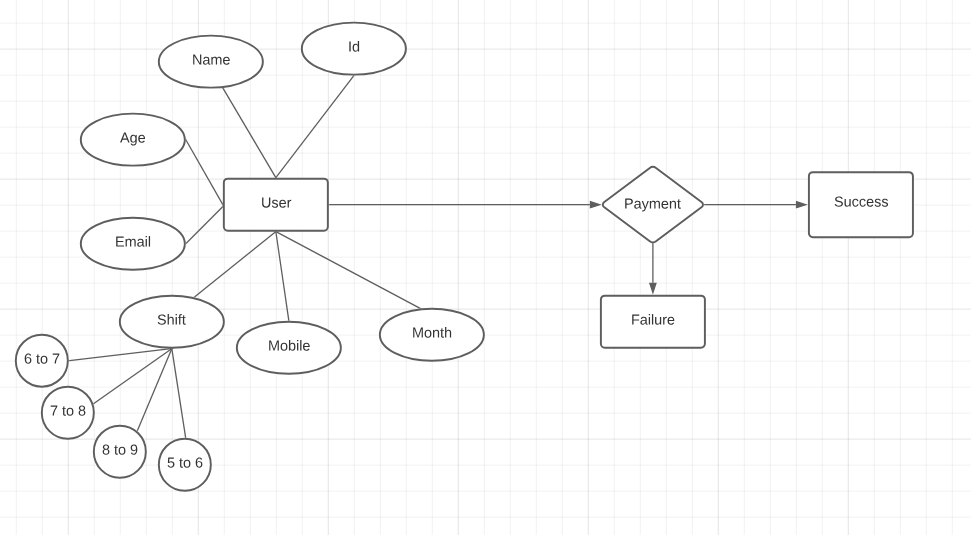 Name
Id
Age
User
Payment
Success
Email
Shift
Mobile
Month
Failure
6 to 7
7 to 8
8 to 9
5 to 6